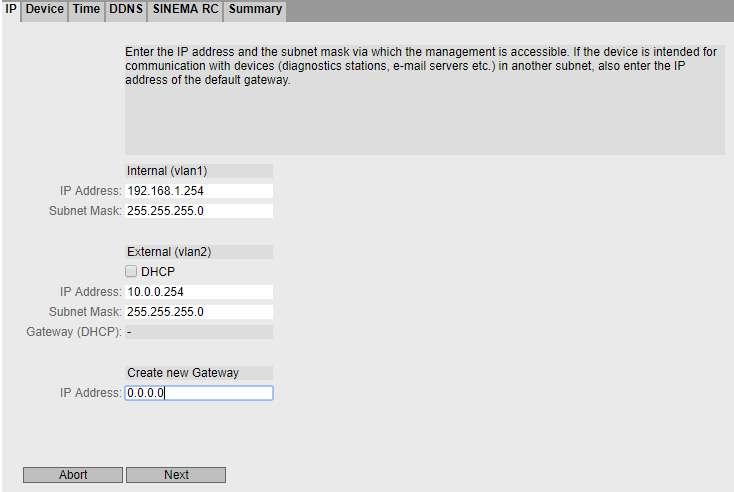 IP Device Time DDNS SINEMA RC Summary
Enter the IP address and the subnet mask via which the management is accessible. If the device is intended for
communication with devices (diagnostics stations, e-mail servers etc.) in another subnet, also enter the IP
address of the default gateway.
Internal (vlan1)
IP Address: 192.168.1.254
Subnet Mask: 255.255.255.0
External (vlan2)
DHCP
IP Address: 10.0.0.254
Subnet Mask: 255.255.255.0
Gateway (DHCP): -
Create new Gateway
IP Address: 0.0.0.0
Abort Next